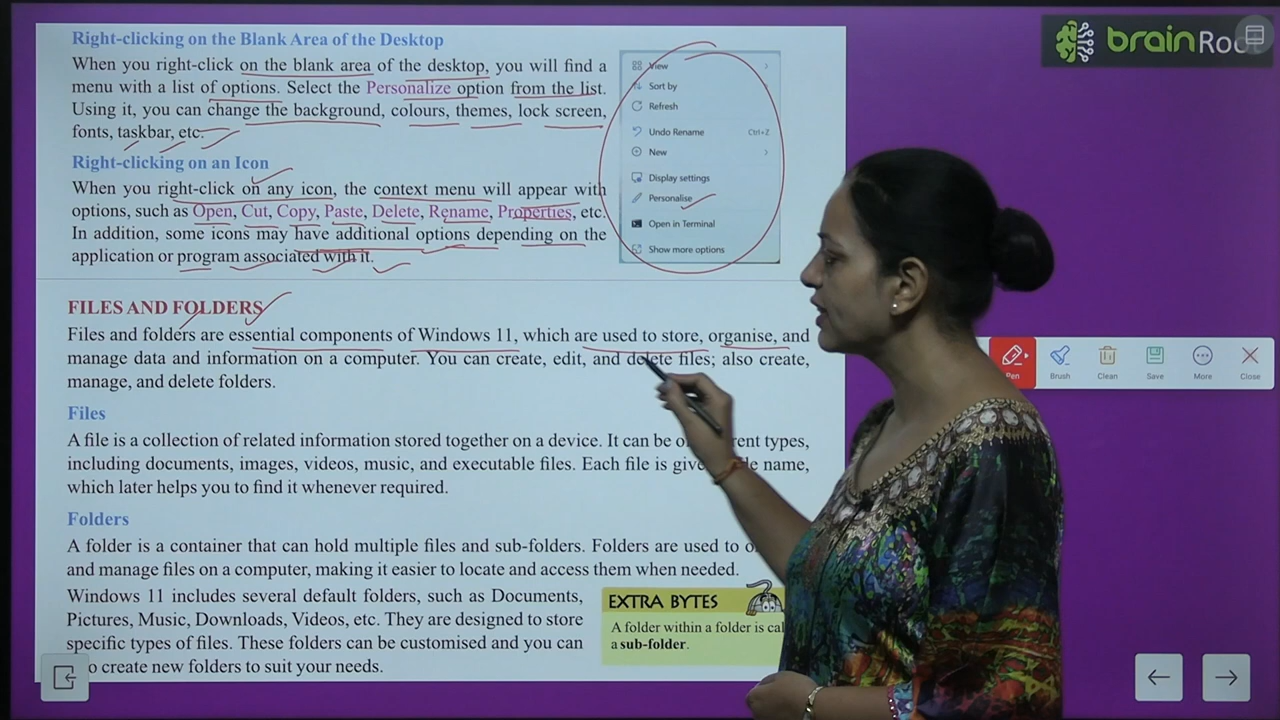 Right-clicking on the Blank Area of the Desktop
When you right-click on the blank area of the desktop, you will find a
menu with a list of options. Select the Personalize option from the list.
Using it, you can change the background, colours, themes, lock screen,
fonts, taskbar, etc.
Right-clicking on an Icon
When you right-click on any icon, the context menu will appear with
options, such as Open, Cut, Copy, Paste, Delete, Rename, Properties, etc.
In addition, some icons may have additional options depending on the
application or program associated with it.
View
Sort by
Refresh
Undo Rename Ctrl+Z
New
Display settings
Personalise
Open in Terminal
Show more options
FILES AND FOLDERS
Files and folders are essential components of Windows 11, which are used to store, organise, and
manage data and information on a computer. You can create, edit, and delete files; also create,
manage, and delete folders.
Files
A file is a collection of related information stored together on a device. It can be
types,
including documents, images, videos, music, and executable files. Each file is
name,
which later helps you to find it whenever required.
Folders
A folder is a container that can hold multiple files and sub-folders. Folders are used to
and manage files on a computer, making it easier to locate and access them when needed.
Windows 11 includes several default folders, such as Documents,
Pictures, Music, Downloads, Videos, etc. They are designed to store
specific types of files. These folders can be customised and you can
create new folders to suit your needs.
EXTRA BYTES
A folder within a folder is
a sub-folder.
brain
Pen
Brush
Clean
Save
More
Close